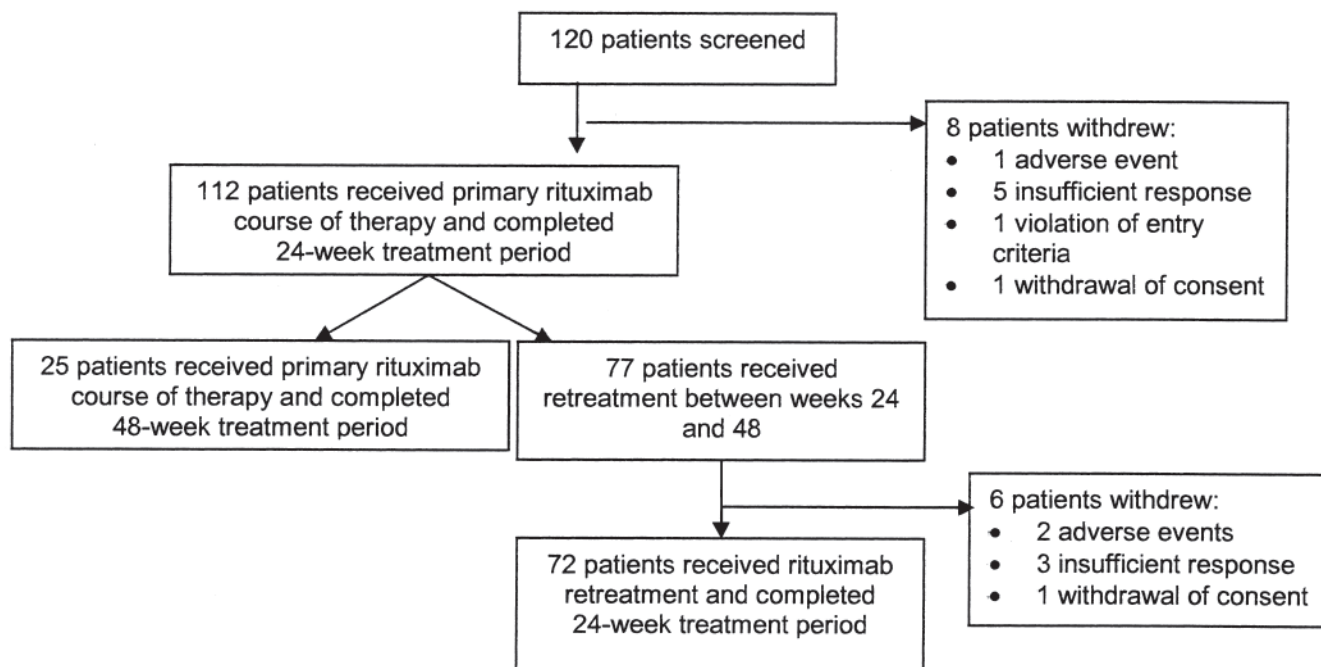 120 patients screened
8 patients withdrew:
• 1 adverse event
• 5 insufficient response
• 1 violation of entry
criteria
• 1 withdrawal of consent
112 patients received primary rituximab
course of therapy and completed
24-week treatment period
25 patients received primary rituximab
course of therapy and completed
48-week treatment period
77 patients received
retreatment between weeks 24
and 48
6 patients withdrew:
• 2 adverse events
• 3 insufficient response
• 1 withdrawal of consent
72 patients received rituximab
retreatment and completed
24-week treatment period